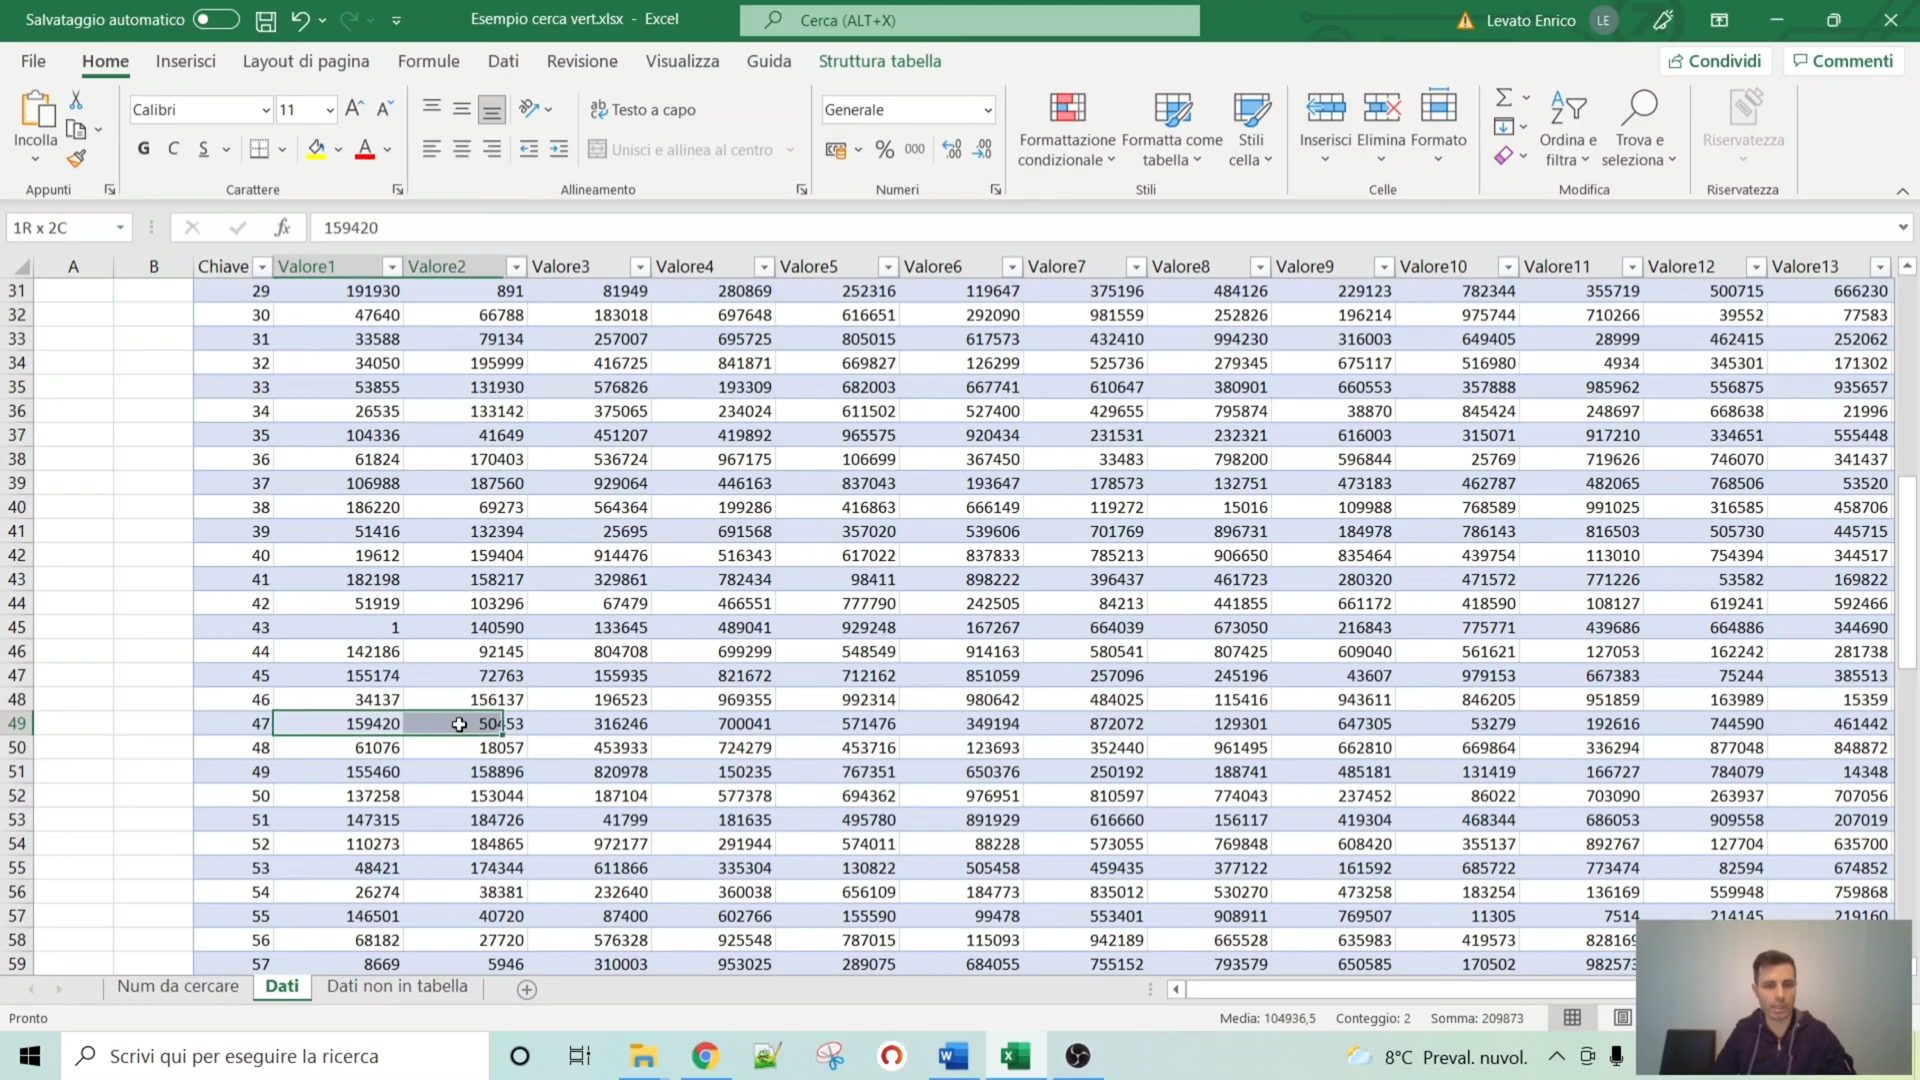 Salvataggio automatico Esempio cerca vert.xlsx - Excel Cerca (ALT+X) Levato Enrico LE
File Home Inserisci Layout di pagina Formule Dati Revisione Visualizza Guida Struttura tabella Condividi Commenti
Calibri 11 Testo a capo Generale
Incolla Formattazione condizionale Formatta come tabella Stili cella Inserisci Elimina Formato Ordina e filtra Trova e seleziona Riservatezza
G C S A Unisci e allinea al centro % 000
Appunti Carattere Allineamento Numeri Stili Celle Modifica Riservatezza
1R x 2C fx 159420
A B Chiave Valore1 Valore2 Valore3 Valore4 Valore5 Valore6 Valore7 Valore8 Valore9 Valore10 Valore11 Valore12 Valore13
31 29 191930 891 81949 280869 252316 119647 375196 484126 229123 782344 355719 500715 666230
32 30 47640 66788 183018 697648 616651 292090 981559 252826 196214 975744 710266 39552 77583
33 31 33588 79134 257007 695725 805015 617573 432410 994230 316003 649405 28999 462415 252062
34 32 34050 195999 416725 841871 669827 126299 525736 279345 675117 516980 4934 345301 171302
35 33 53855 131930 576826 193309 682003 667741 610647 380901 660553 357888 985962 556875 935657
36 34 26535 133142 375065 234024 611502 527400 429655 795874 38870 845424 248697 668638 21996
37 35 104336 41649 451207 419892 965575 920434 231531 232321 616003 315071 917210 334651 555448
38 36 61824 170403 536724 967175 106699 367450 33483 798200 596844 25769 719626 746070 341437
39 37 106988 187560 929064 446163 837043 193647 178573 132751 473183 462787 482065 768506 53520
40 38 186220 69273 564364 199286 416863 666149 119272 15016 109988 768589 991025 316585 458706
41 39 51416 132394 25695 691568 357020 539606 701769 896731 184978 786143 816503 505730 445715
42 40 19612 159404 914476 516343 617022 837833 785213 906650 835464 439754 113010 754394 344517
43 41 182198 158217 329861 782434 98411 898222 396437 461723 280320 471572 771226 53582 169822
44 42 51919 103296 67479 466551 777790 242505 84213 441855 661172 418590 108127 619241 592466
45 43 1 140590 133645 489041 929248 167267 664039 673050 216843 775771 439686 664886 344690
46 44 142186 92145 804708 699299 548549 914163 580541 807425 609040 561621 127053 162242 281738
47 45 155174 72763 155935 821672 712162 851059 257096 245196 43607 979153 667383 75244 385513
48 46 34137 156137 196523 969355 992314 980642 484025 115416 943611 846205 951859 163989 15359
49 47 159420 50453 316246 700041 571476 349194 872072 129301 647305 53279 192616 744590 461442
50 48 61076 18057 453933 724279 453716 123693 352440 961495 662810 669864 336294 877048 848872
51 49 155460 158896 820978 150235 767351 650376 250192 188741 485181 131419 166727 784079 14348
52 50 137258 153044 187104 577378 694362 976951 810597 774043 237452 86022 703090 263937 707056
53 51 147315 184726 41799 181635 495780 891929 616660 156117 419304 468344 686053 909558 207019
54 52 110273 184865 972177 291944 574011 88228 573055 769848 608420 355137 892767 127704 635700
55 53 48421 174344 611866 335304 130822 505458 459435 377122 161592 685722 773474 82594 674852
56 54 26274 38381 232640 360038 656109 184773 835012 530270 473258 183254 136169 559948 759868
57 55 146501 40720 87400 602766 155590 99478 553401 908911 769507 11305 7514 214145 219160
58 56 68182 27720 576328 925548 787015 115093 942189 665528 635983 419573 828169
59 57 8669 5946 310003 953025 289075 684055 755152 793579 650585 170502 982573
Num da cercare Dati Dati non in tabella
Pronto Media: 104936,5 Conteggio: 2 Somma: 209873
Scrivi qui per eseguire la ricerca 8°C Preval. nuvol.